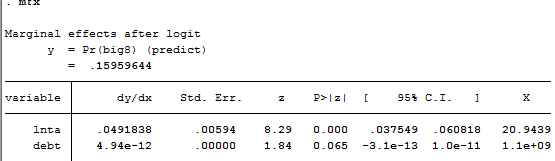 . mfx
Marginal effects after logit
y = Pr(big8) (predict)
= .15959644
variable dy/dx Std. Err. z P>|z| [ 95% C.I. ] X
lnta .0491838 .00594 8.29 0.000 .037549 .060818 20.9439
debt 4.94e-12 .00000 1.84 0.065 -3.1e-13 1.0e-11 1.1e+09